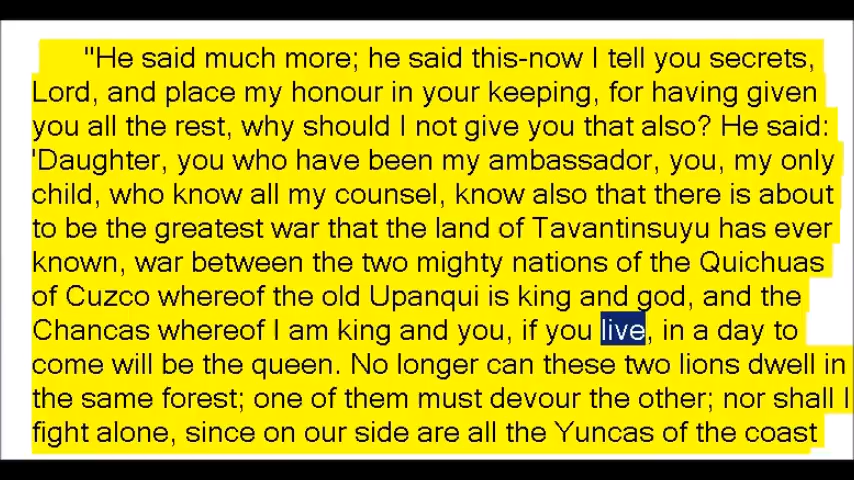 "He said much more; he said this-now I tell you secrets,
Lord, and place my honour in your keeping, for having given
you all the rest, why should I not give you that also? He said:
'Daughter, you who have been my ambassador, you, my only
child, who know all my counsel, know also that there is about
to be the greatest war that the land of Tavantinsuyu has ever
known, war between the two mighty nations of the Quichuas
of Cuzco whereof the old Upanqui is king and god, and the
Chancas whereof I am king and you, if you live, in a day to
come will be the queen. No longer can these two lions dwell in
the same forest; one of them must devour the other; nor shall I
fight alone, since on our side are all the Yuncas of the coast